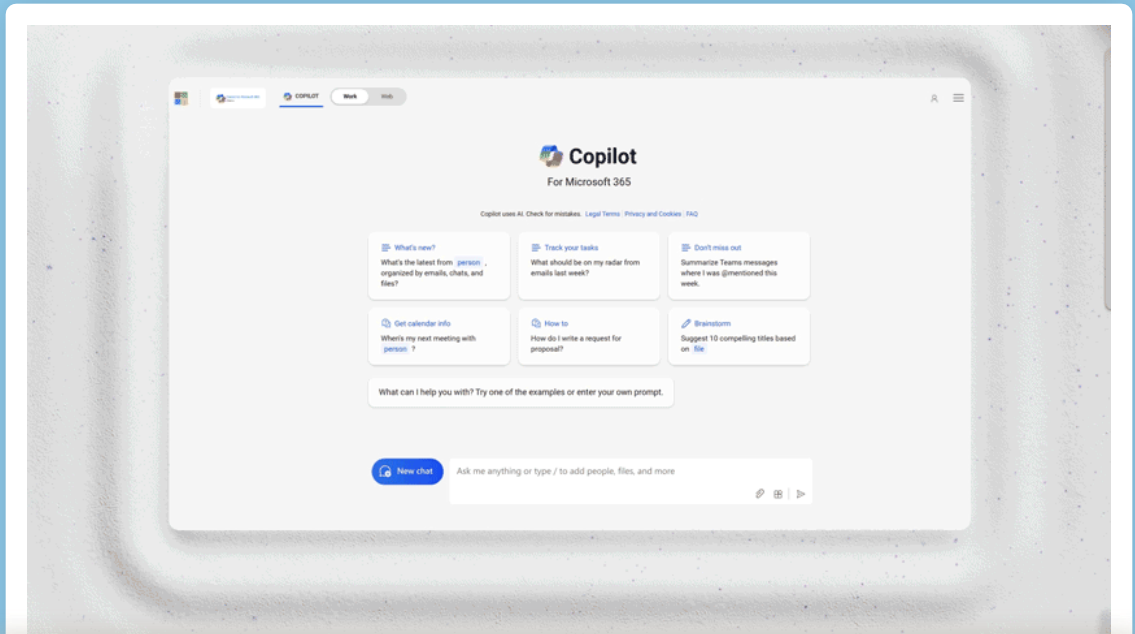 COPILOT
Work
Web
Copilot
For Microsoft 365
Copilot uses AI. Check for mistakes. Legal Terms | Privacy and Cookies | FAQ
What's new?
What's the latest from person ,
organized by emails, chats, and
files?
Track your tasks
What should be on my radar from
emails last week?
Don't miss out
Summarize Teams messages
where I was @mentioned this
week.
Get calendar info
When's my next meeting with
person ?
How to
How do I write a request for
proposal?
Brainstorm
Suggest 10 compelling titles based
on file
What can I help you with? Try one of the examples or enter your own prompt.
New chat
Ask me anything or type / to add people, files, and more